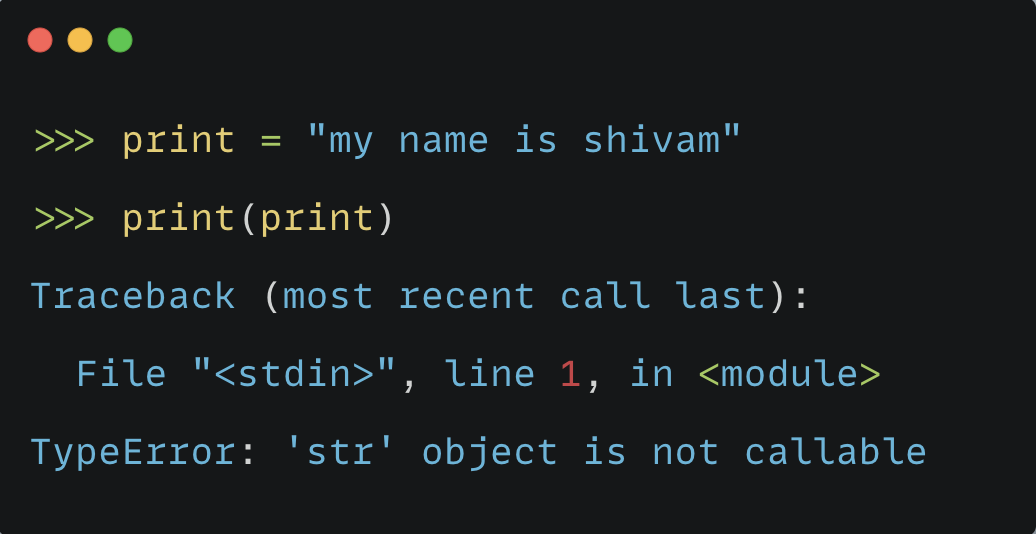 >>> print = "my name is shivam"
>>> print(print)
Traceback (most recent call last):
  File "<stdin>", line 1, in <module>
TypeError: 'str' object is not callable